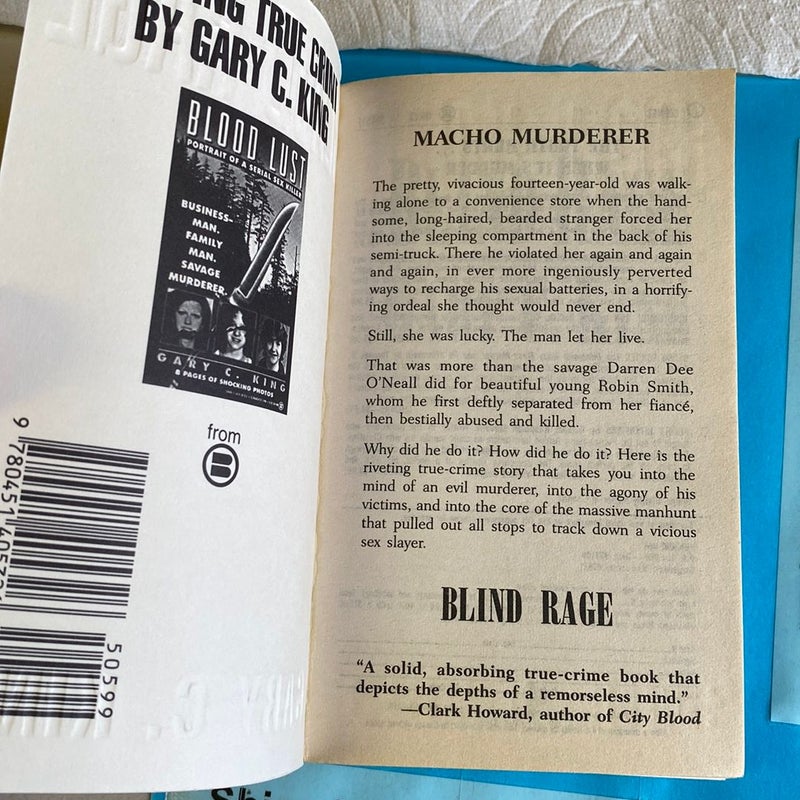 ING TRUE CRIM
BY GARY C. KING
BLOOD LUST
PORTRAIT OF A SERIAL SEX KILLER
BUSINESS-
MAN.
FAMILY
MAN.
SAVAGE
MURDERER.
GARY C. KING
8 PAGES OF SHOCKING PHOTOS
from
B
50599
MACHO MURDERER
The pretty, vivacious fourteen-year-old was walk-
ing alone to a convenience store when the hand-
some, long-haired, bearded stranger forced her
into the sleeping compartment in the back of his
semi-truck. There he violated her again and again
and again, in ever more ingeniously perverted
ways to recharge his sexual batteries, in a horrify-
ing ordeal she thought would never end.
Still, she was lucky. The man let her live.
That was more than the savage Darren Dee
O'Neall did for beautiful young Robin Smith,
whom he first deftly separated from her fiancé,
then bestially abused and killed.
Why did he do it? How did he do it? Here is the
riveting true-crime story that takes you into the
mind of an evil murderer, into the agony of his
victims, and into the core of the massive manhunt
that pulled out all stops to track down a vicious
sex slayer.
BLIND RAGE
“A solid, absorbing true-crime book that
depicts the depths of a remorseless mind.”
—Clark Howard, author of City Blood